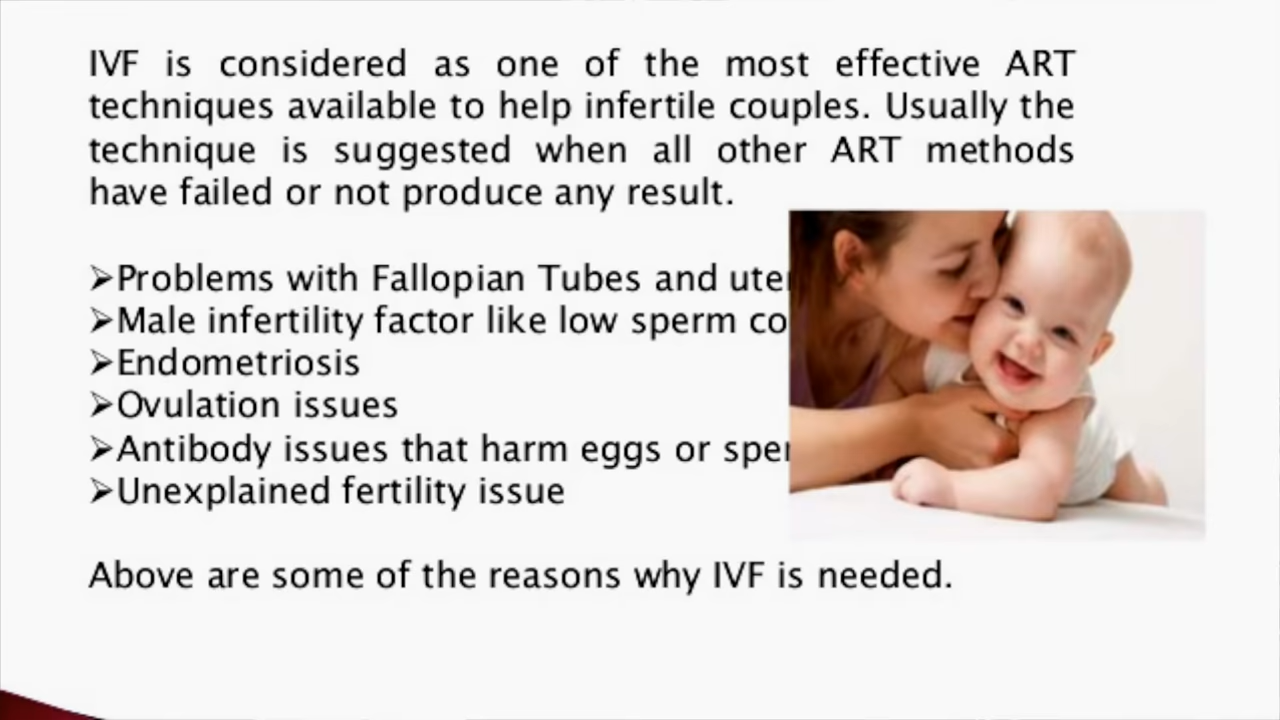 IVF is considered as one of the most effective ART
techniques available to help infertile couples. Usually the
technique is suggested when all other ART methods
have failed or not produce any result.
➢Problems with Fallopian Tubes and
➢Male infertility factor like low sperm
➢Endometriosis
➢Ovulation issues
➢Antibody issues that harm eggs or
➢Unexplained fertility issue
Above are some of the reasons why IVF is needed.